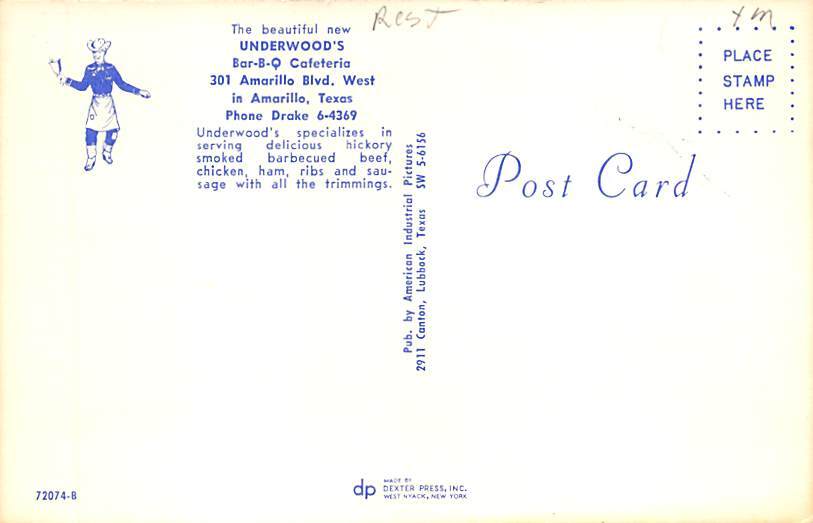 REST
XM
The beautiful new
UNDERWOOD'S
Bar-B-Q Cafeteria
301 Amarillo Blvd. West
in Amarillo, Texas
Phone Drake 6-4369
Underwood's specializes in
serving delicious hickory
smoked barbecued beef,
chicken, ham, ribs and sau-
sage with all the trimmings.
Pub. by American Industrial Pictures
2911 Canton, Lubbock, Texas SW 5-6156
PLACE
STAMP
HERE
Post Card
72074-B
dp
MADE BY
DEXTER PRESS, INC.
WEST NYACK, NEW YORK